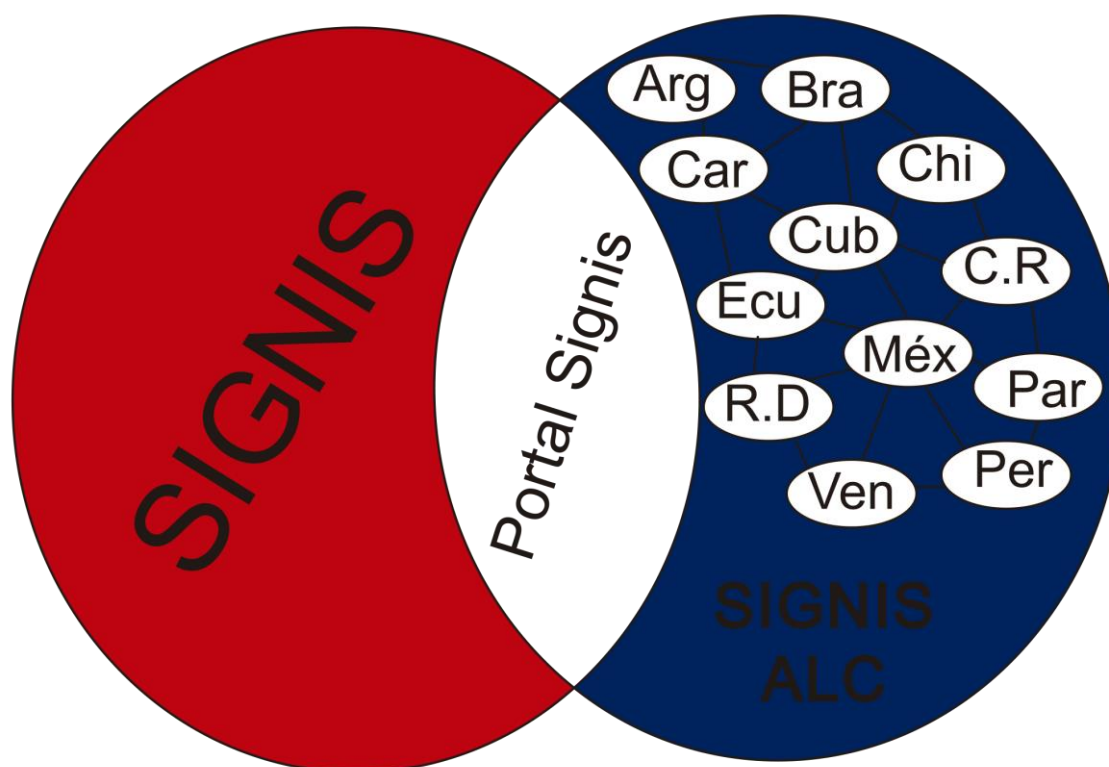 SIGNIS
Portal Signis
Arg
Bra
Car
Chi
Cub
C.R
Ecu
Méx
Par
R.D
Per
Ven
SIGNIS
ALC